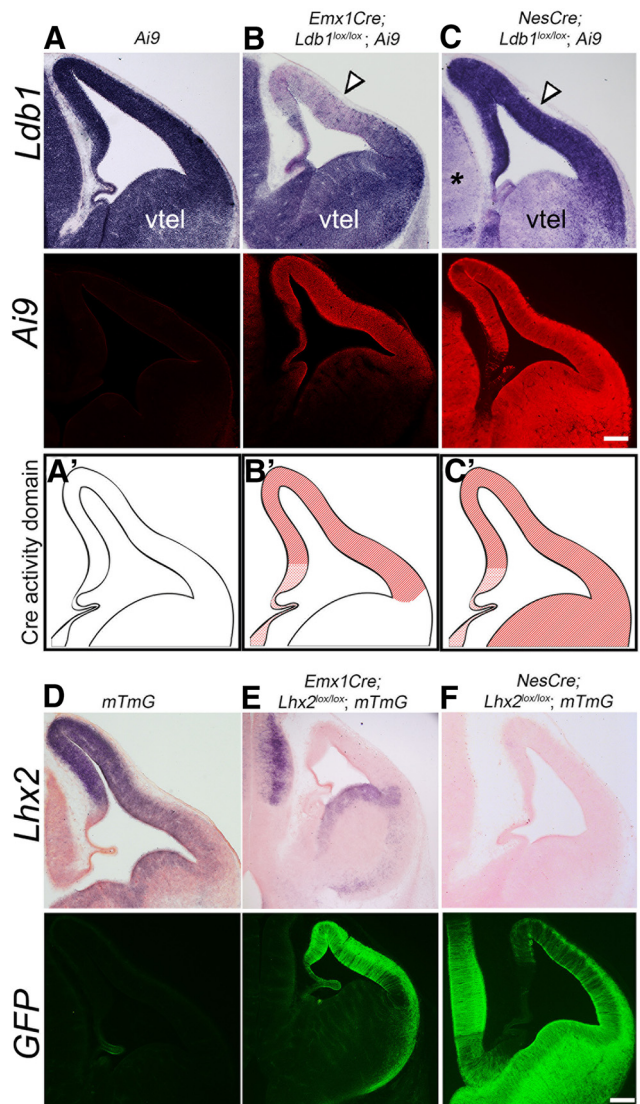 A
Ai9
B
Emx1Cre;
Ldb1lox/lox; Ai9
C
NesCre;
Ldb1lox/lox; Ai9
Ldb1
vtel
vtel
*
vtel
Ai9
Cre activity domain
A'
B'
C'
D
mTmG
E
Emx1Cre;
Lhx2lox/lox; mTmG
F
NesCre;
Lhx2lox/lox; mTmG
Lhx2
GFP